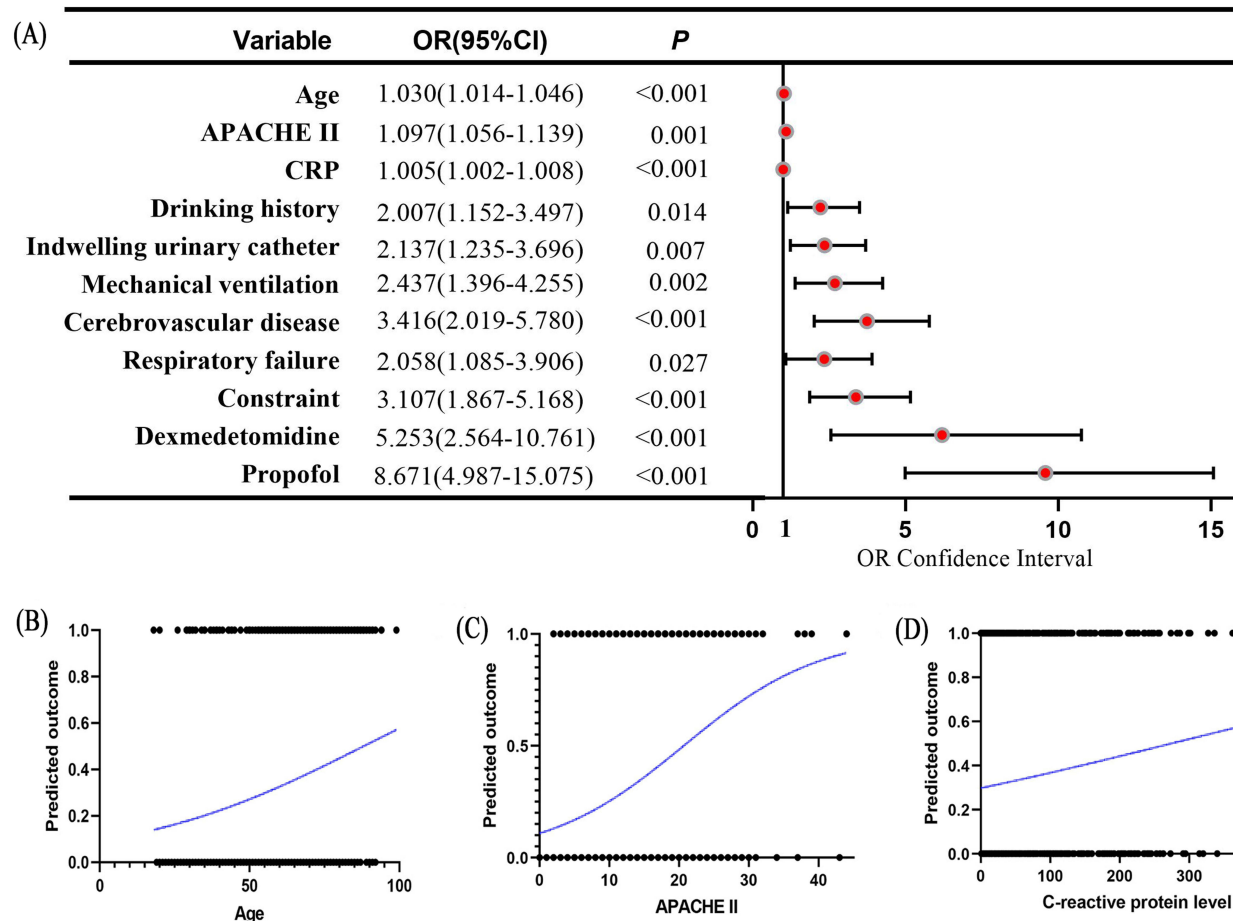 (A)
Variable OR(95%CI) P
Age 1.030(1.014-1.046) <0.001
APACHE II 1.097(1.056-1.139) 0.001
CRP 1.005(1.002-1.008) <0.001
Drinking history 2.007(1.152-3.497) 0.014
Indwelling urinary catheter 2.137(1.235-3.696) 0.007
Mechanical ventilation 2.437(1.396-4.255) 0.002
Cerebrovascular disease 3.416(2.019-5.780) <0.001
Respiratory failure 2.058(1.085-3.906) 0.027
Constraint 3.107(1.867-5.168) <0.001
Dexmedetomidine 5.253(2.564-10.761) <0.001
Propofol 8.671(4.987-15.075) <0.001
0 1 5 10 15
OR Confidence Interval
(B)
Predicted outcome
1.0
0.8
0.6
0.4
0.2
0.0
0 50 100
Age
(C)
Predicted outcome
1.0
0.5
0.0
0 10 20 30 40
APACHE II
(D)
Predicted outcome
1.0
0.8
0.6
0.4
0.2
0.0
0 100 200 300
C-reactive protein level